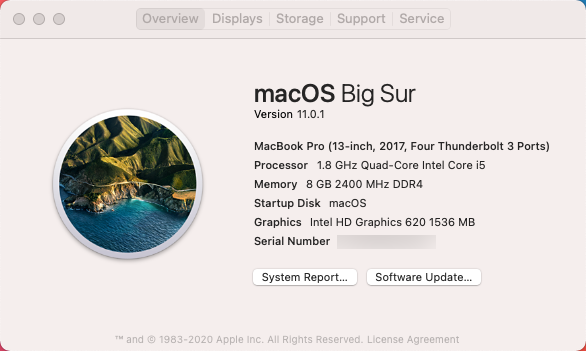 Overview Displays Storage Support Service
macOS Big Sur
Version 11.0.1
MacBook Pro (13-inch, 2017, Four Thunderbolt 3 Ports)
Processor 1.8 GHz Quad-Core Intel Core i5
Memory 8 GB 2400 MHz DDR4
Startup Disk macOS
Graphics Intel HD Graphics 620 1536 MB
Serial Number
System Report... Software Update...
™ and © 1983-2020 Apple Inc. All Rights Reserved. License Agreement